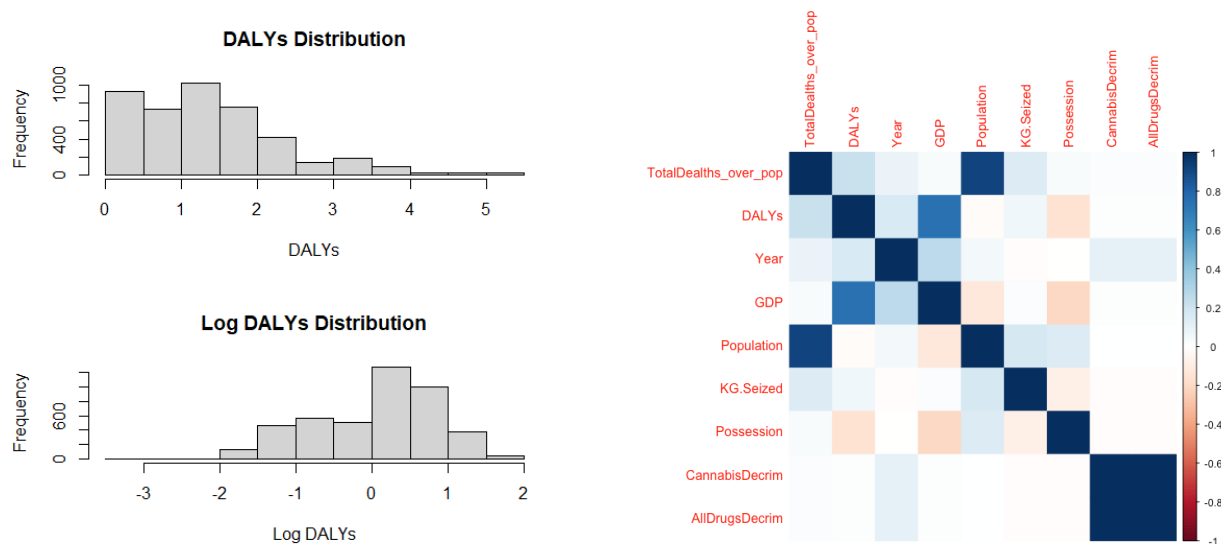 DALYs Distribution
Frequency
0 400 1000
0 1 2 3 4 5
DALYs
Log DALYs Distribution
Frequency
0 600
-3 -2 -1 0 1 2
Log DALYs
TotalDealths_over_pop
DALYs
Year
GDP
Population
KG.Seized
Possession
CannabisDecrim
AllDrugsDecrim
TotalDealths_over_pop
DALYs
Year
GDP
Population
KG.Seized
Possession
CannabisDecrim
AllDrugsDecrim
1
0.8
0.6
0.4
0.2
0
-0.2
-0.4
-0.6
-0.8
-1